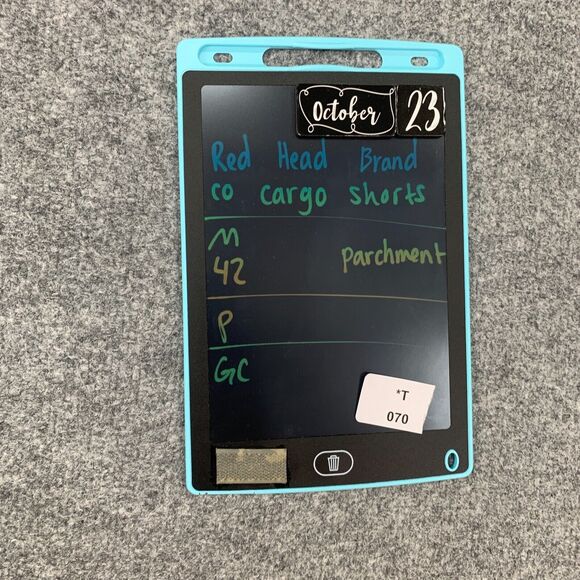 October 23
Red Head Brand
co cargo shorts
M
42 parchment
P
GC
*T
070